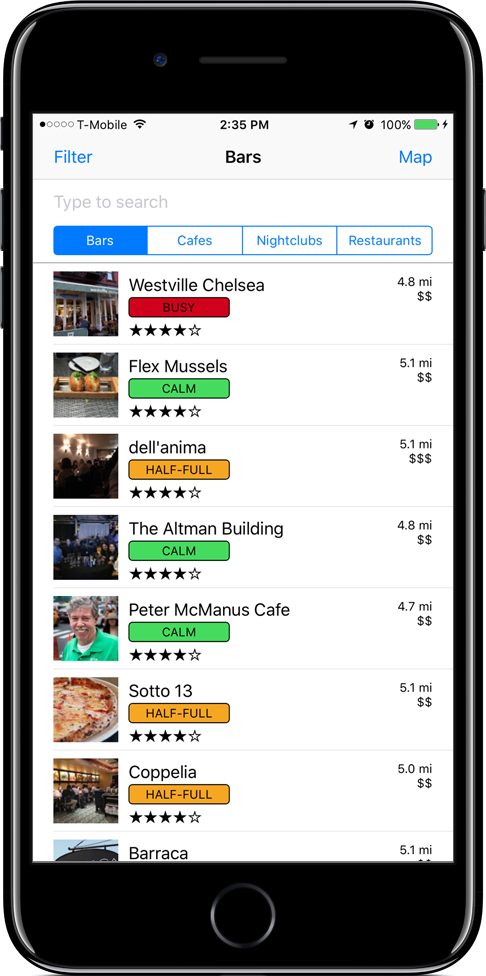 ●○○○○ T-Mobile 2:35 PM 100%
Filter Bars Map
Type to search
Bars Cafes Nightclubs Restaurants
Westville Chelsea 4.8 mi
BUSY $$
★★★★☆
Flex Mussels 5.1 mi
CALM $$
★★★★☆
dell'anima 5.1 mi
HALF-FULL $$$
★★★★☆
The Altman Building 4.8 mi
CALM $$
★★★★☆
Peter McManus Cafe 4.7 mi
CALM $$
★★★★☆
Sotto 13 5.1 mi
HALF-FULL $$
★★★★☆
Coppelia 5.0 mi
HALF-FULL $$
★★★★☆
Barraca 5.1 mi